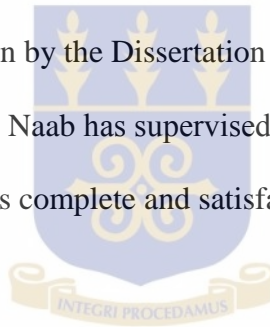 n by the Dissertation
Naab has supervised
s complete and satisfa
INTEGRI PROCEDAMUS